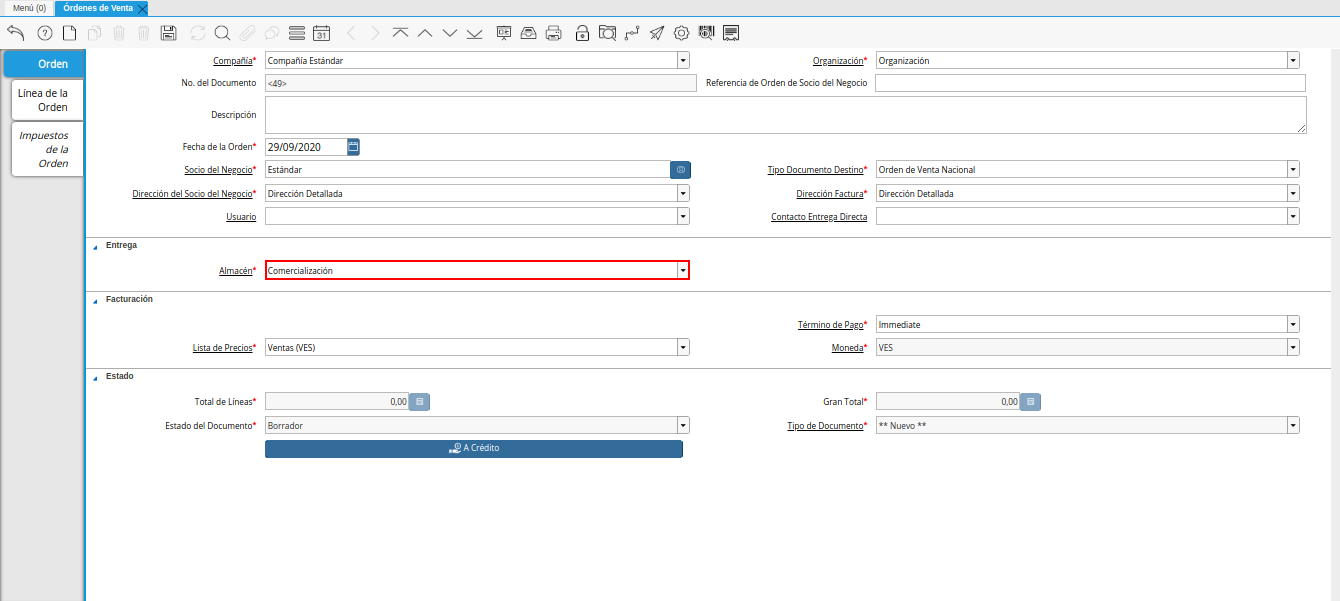 Menú (0) Órdenes de Venta
31
Orden
Línea de la
Orden
Impuestos
de la
Orden
Compañía* Compañía Estándar Organización* Organización
No. del Documento <49> Referencia de Orden de Socio del Negocio
Descripción
Fecha de la Orden* 29/09/2020
Socio del Negocio* Estándar Tipo Documento Destino* Orden de Venta Nacional
Dirección del Socio del Negocio* Dirección Detallada Dirección Factura* Dirección Detallada
Usuario Contacto Entrega Directa
Entrega
Almacén* Comercialización
Facturación
Término de Pago* Immediate
Lista de Precios* Ventas (VES) Moneda* VES
Estado
Total de Líneas* 0,00 Gran Total* 0,00
Estado del Documento* Borrador Tipo de Documento* ** Nuevo **
A Crédito